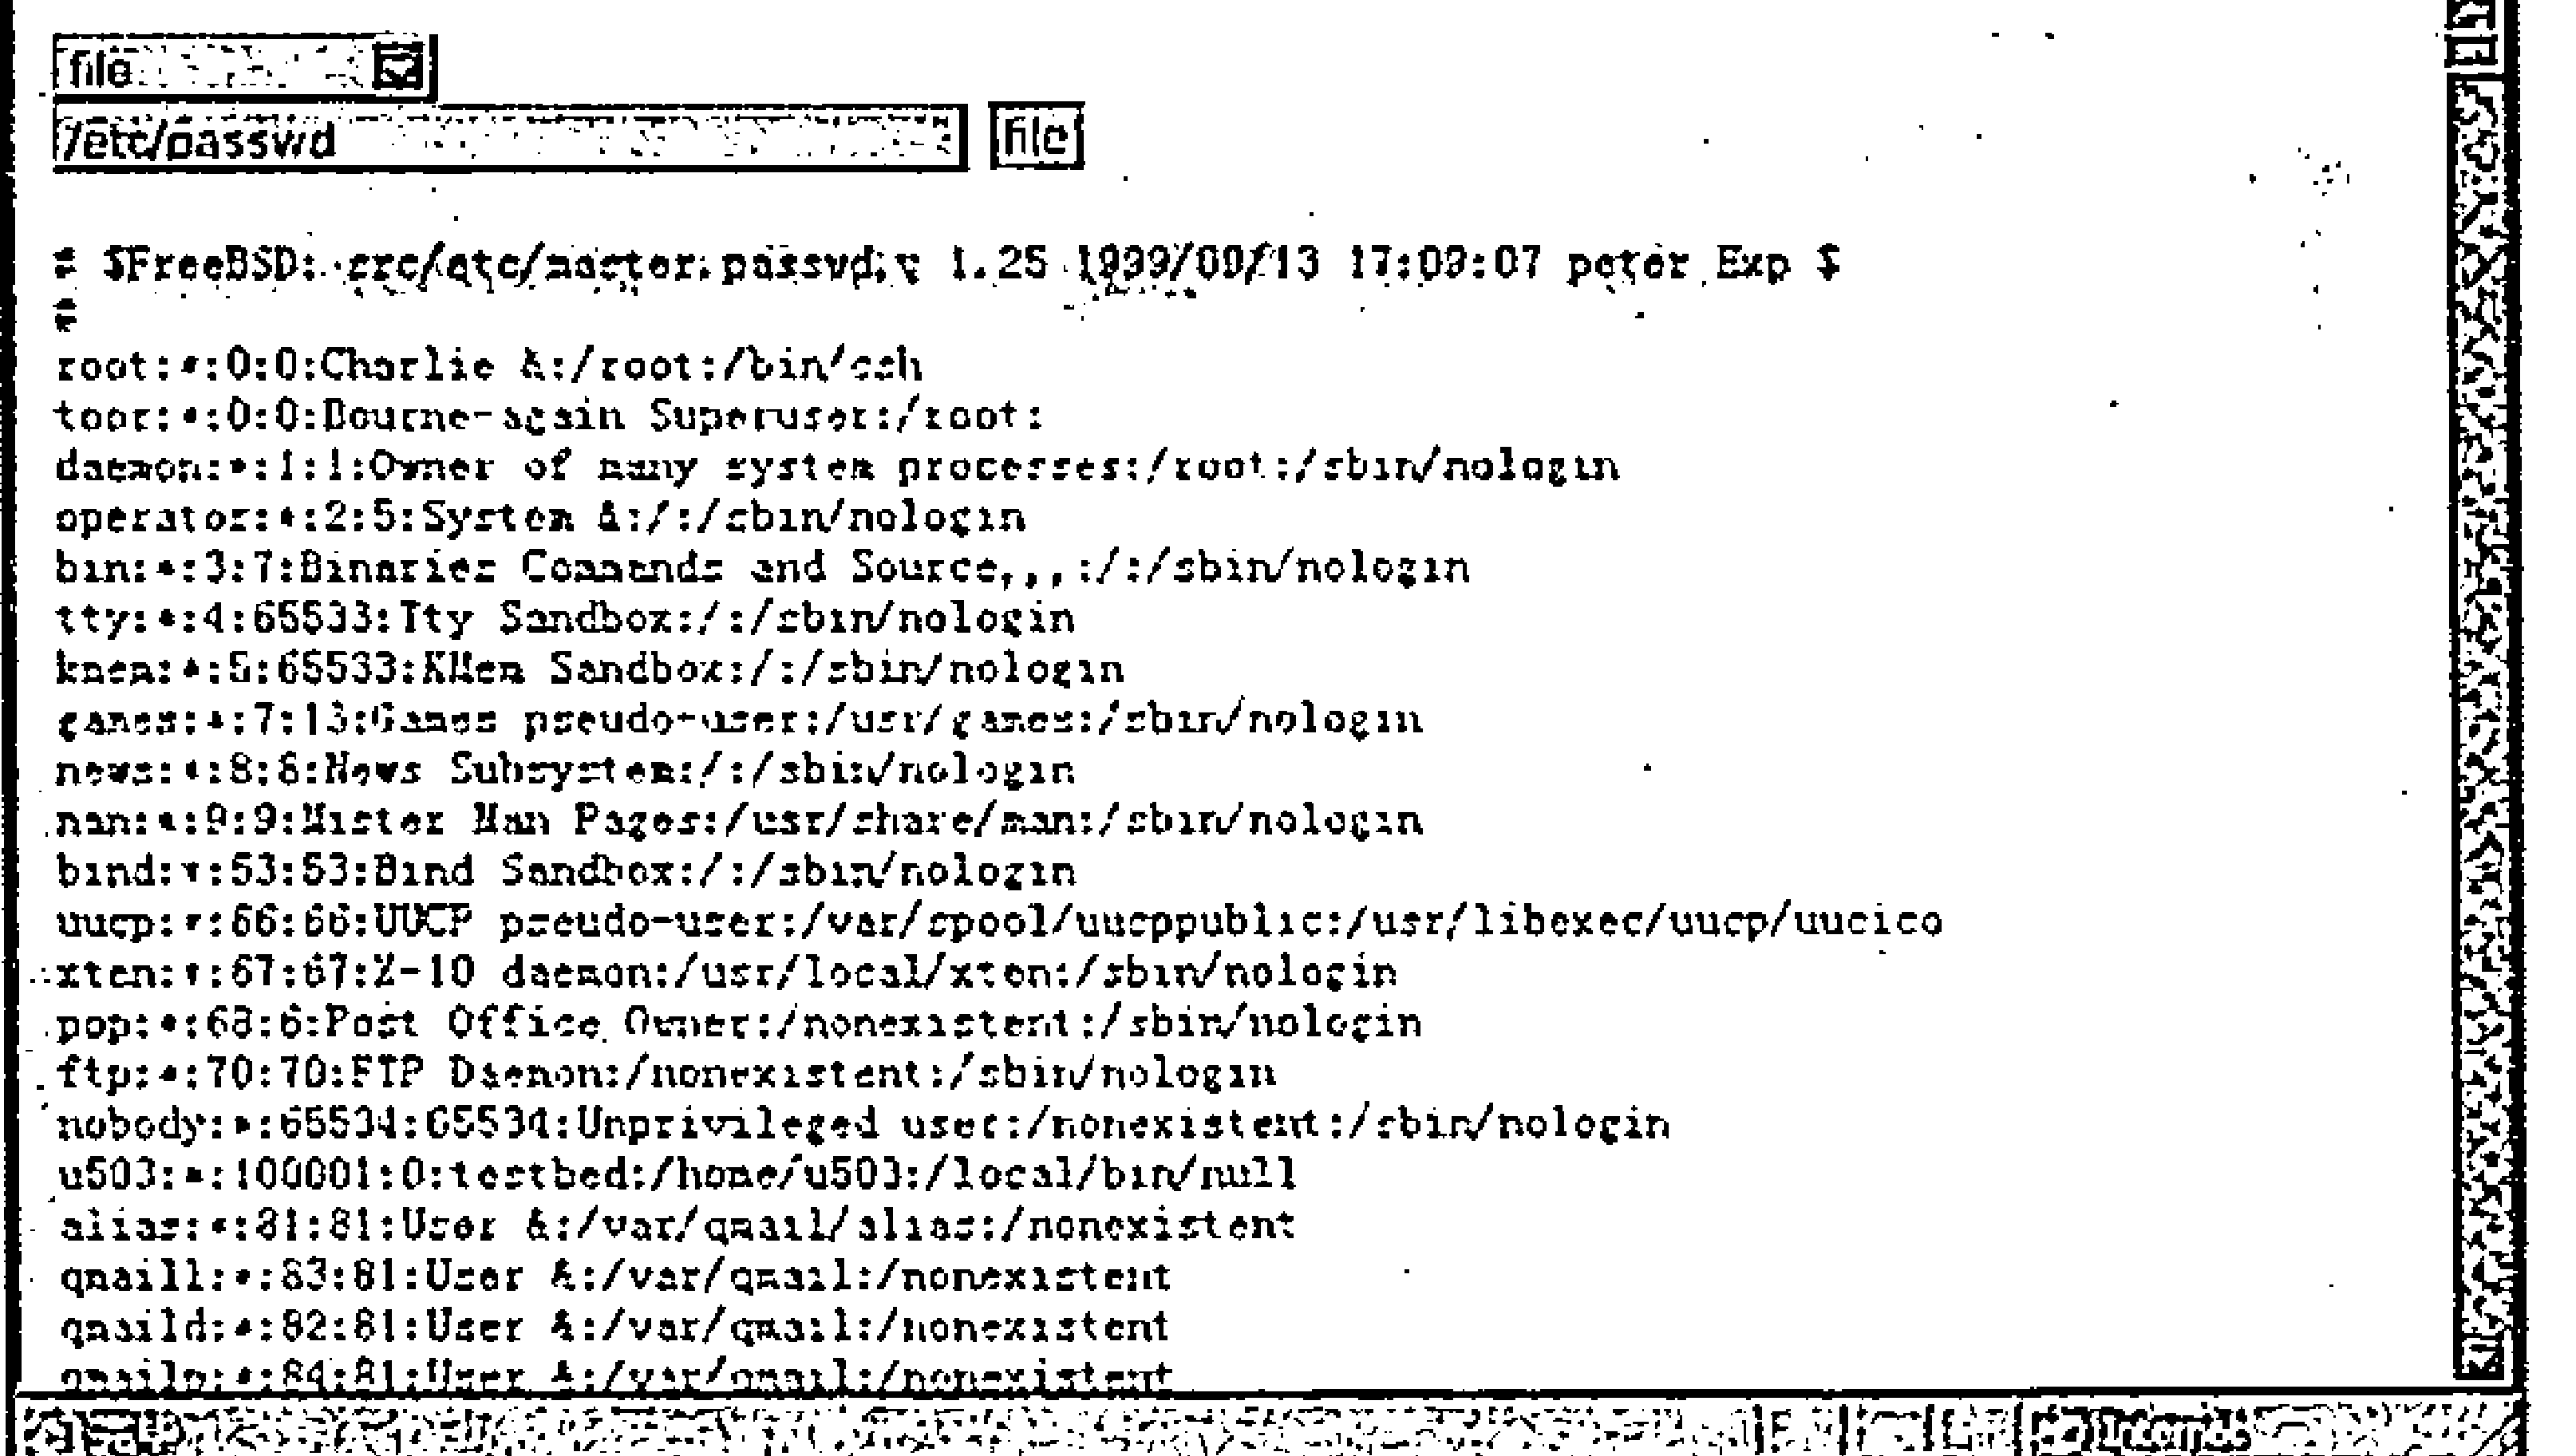 file
/etc/passwd file
# $FreeBSD: src/etc/master.passwd,v 1.25 1999/09/13 17:09:07 peter Exp $
#
root:*:0:0:Charlie &:/root:/bin/csh
toor:*:0:0:Bourne-again Superuser:/root:
daemon:*:1:1:Owner of many system processes:/root:/sbin/nologin
operator:*:2:5:System &:/:/sbin/nologin
bin:*:3:7:Binaries Commands and Source,,,:/:/sbin/nologin
tty:*:4:65533:Tty Sandbox:/:/sbin/nologin
kmem:*:5:65533:KMem Sandbox:/:/sbin/nologin
games:*:7:13:Games pseudo-user:/usr/games:/sbin/nologin
news:*:8:8:News Subsystem:/:/sbin/nologin
man:*:9:9:Mister Man Pages:/usr/share/man:/sbin/nologin
bind:*:53:53:Bind Sandbox:/:/sbin/nologin
uucp:*:66:66:UUCP pseudo-user:/var/spool/uucppublic:/usr/libexec/uucp/uucico
xten:*:67:67:X-10 daemon:/usr/local/xten:/sbin/nologin
pop:*:68:6:Post Office Owner:/nonexistent:/sbin/nologin
ftp:*:70:70:FTP Daemon:/nonexistent:/sbin/nologin
nobody:*:65534:65534:Unprivileged user:/nonexistent:/sbin/nologin
u503:*:100001:0:testbed:/home/u503:/local/bin/null
alias:*:81:81:User &:/var/qmail/alias:/nonexistent
qmaill:*:83:81:User &:/var/qmail:/nonexistent
qmaild:*:82:81:User &:/var/qmail:/nonexistent
qmailp:*:84:81:User &:/var/qmail:/nonexistent
Internet